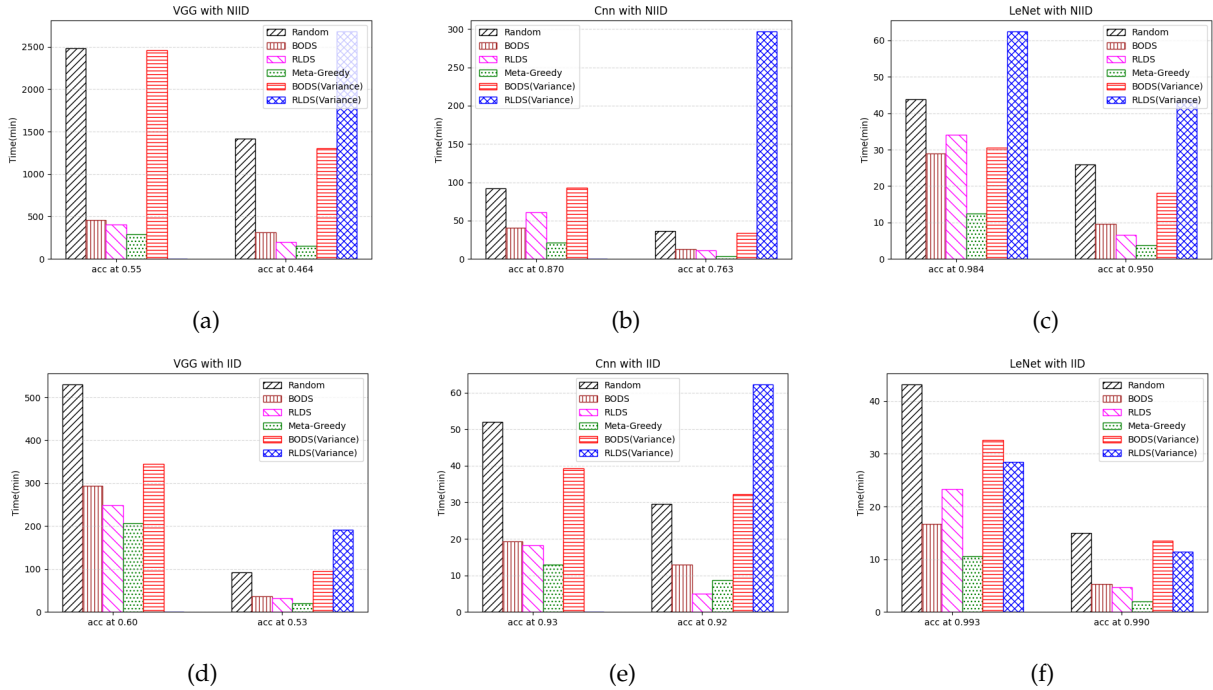 VGG with NIID
Time(min)
2500
2000
1500
1000
500
0
acc at 0.55
acc at 0.464
Random
BODS
RLDS
Meta-Greedy
BODS(Variance)
RLDS(Variance)
(a)
Cnn with NIID
Time(min)
300
250
200
150
100
50
0
acc at 0.870
acc at 0.763
Random
BODS
RLDS
Meta-Greedy
BODS(Variance)
RLDS(Variance)
(b)
LeNet with NIID
Time(min)
60
50
40
30
20
10
0
acc at 0.984
acc at 0.950
Random
BODS
RLDS
Meta-Greedy
BODS(Variance)
RLDS(Variance)
(c)
VGG with IID
Time(min)
500
400
300
200
100
0
acc at 0.60
acc at 0.53
Random
BODS
RLDS
Meta-Greedy
BODS(Variance)
RLDS(Variance)
(d)
Cnn with IID
Time(min)
60
50
40
30
20
10
0
acc at 0.93
acc at 0.92
Random
BODS
RLDS
Meta-Greedy
BODS(Variance)
RLDS(Variance)
(e)
LeNet with IID
Time(min)
40
30
20
10
0
acc at 0.993
acc at 0.990
Random
BODS
RLDS
Meta-Greedy
BODS(Variance)
RLDS(Variance)
(f)